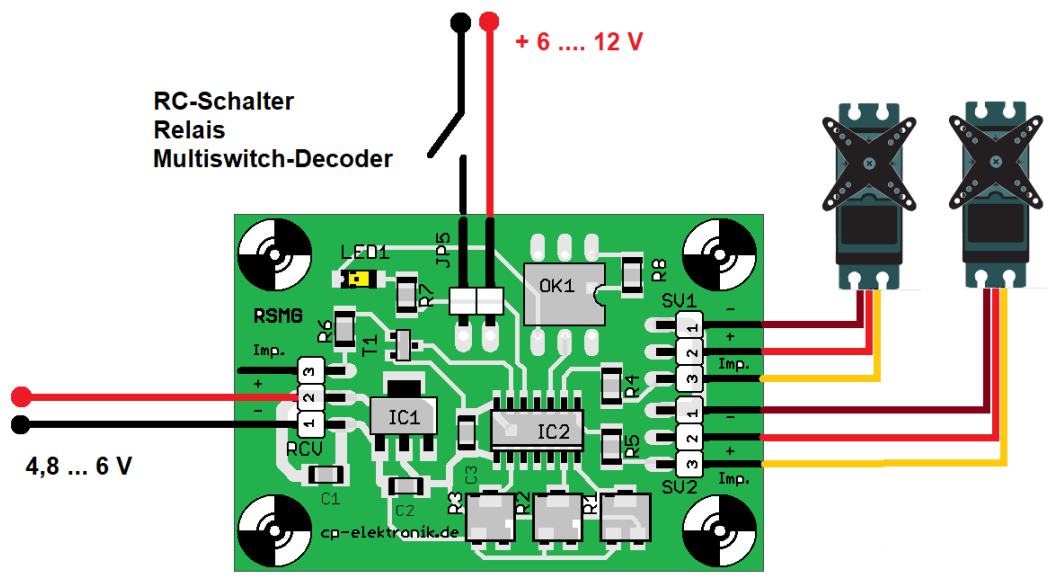 + 6 .... 12 V
RC-Schalter
Relais
Multiswitch-Decoder
LED1
JP5
OK1
R8
R7
RSMG
R6
T1
SV1
-
+
Imp.
1
2
3
Imp.
+
-
3
2
1
RCV
IC1
IC2
R4
R5
1
2
3
-
+
Imp.
SV2
4,8 ... 6 V
C1
C2
C3
R3
R2
R1
cp-elektronik.de